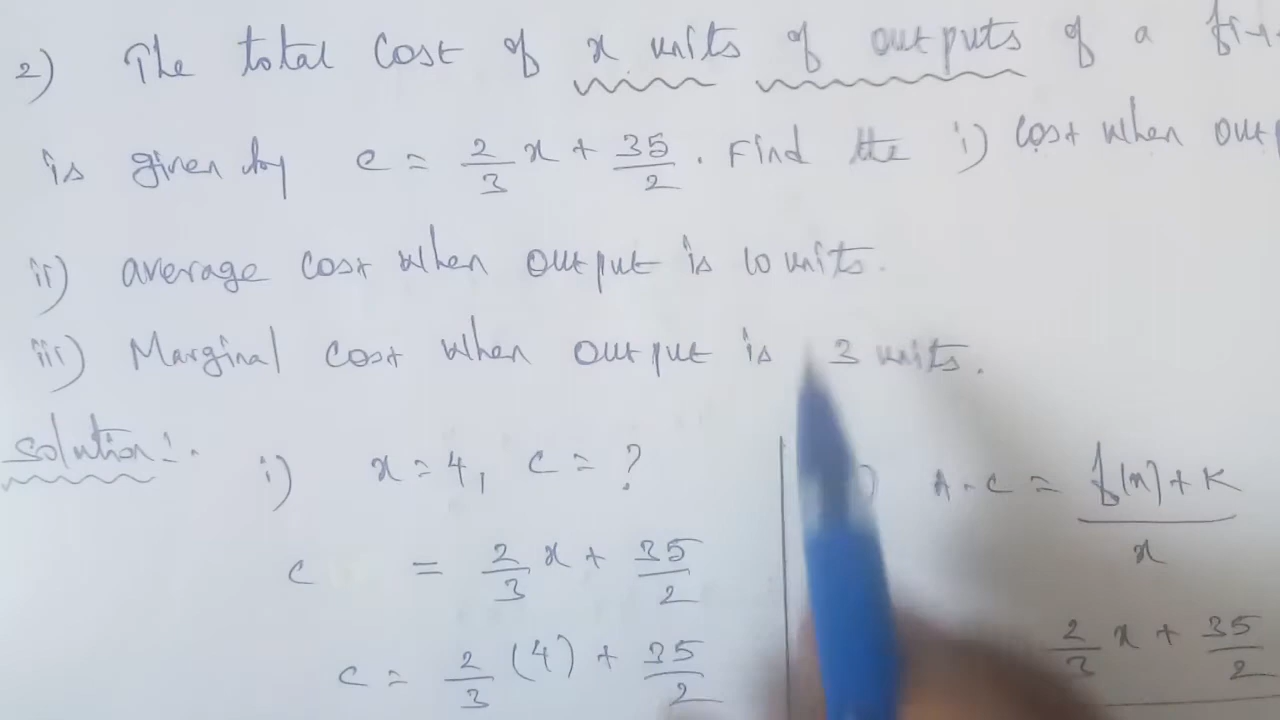 2) The total cost of x units of outputs of a
is given by c = 2/3 x + 35/2 . Find the i) cost when
ii) average cost when output is 10 units.
iii) Marginal cost when output is 3 units.
Solution:-
i) x = 4, c = ?
c = 2/3 x + 35/2
c = 2/3 (4) + 35/2
A.C = f(x) + K / x
2/3 x + 35/2